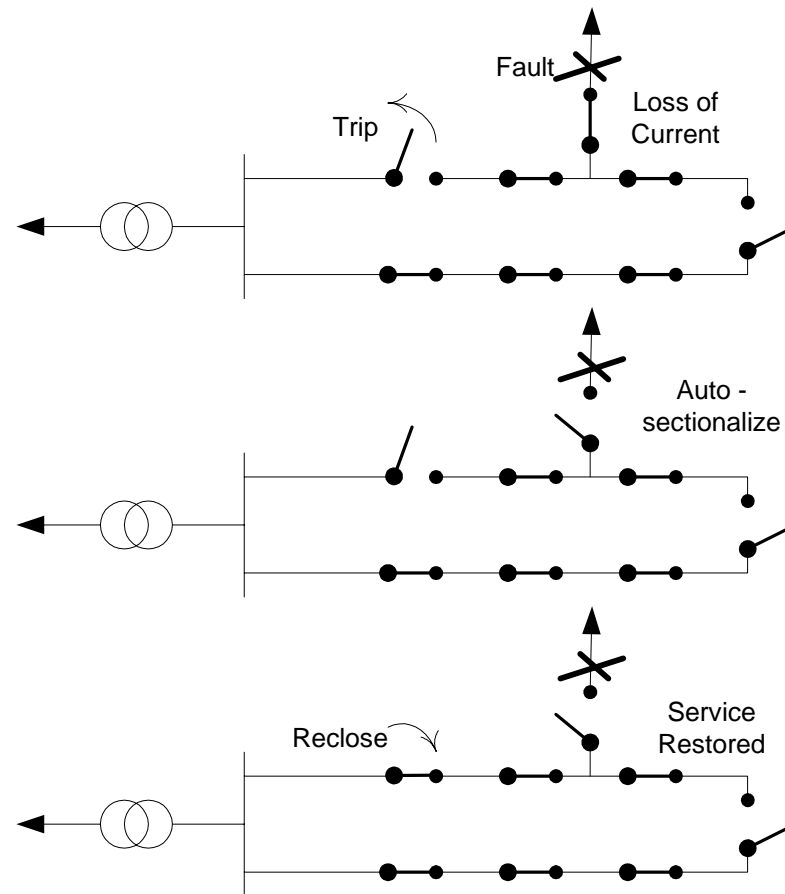 Fault
Loss of
Current
Trip
Auto -
sectionalize
Service
Restored
Reclose